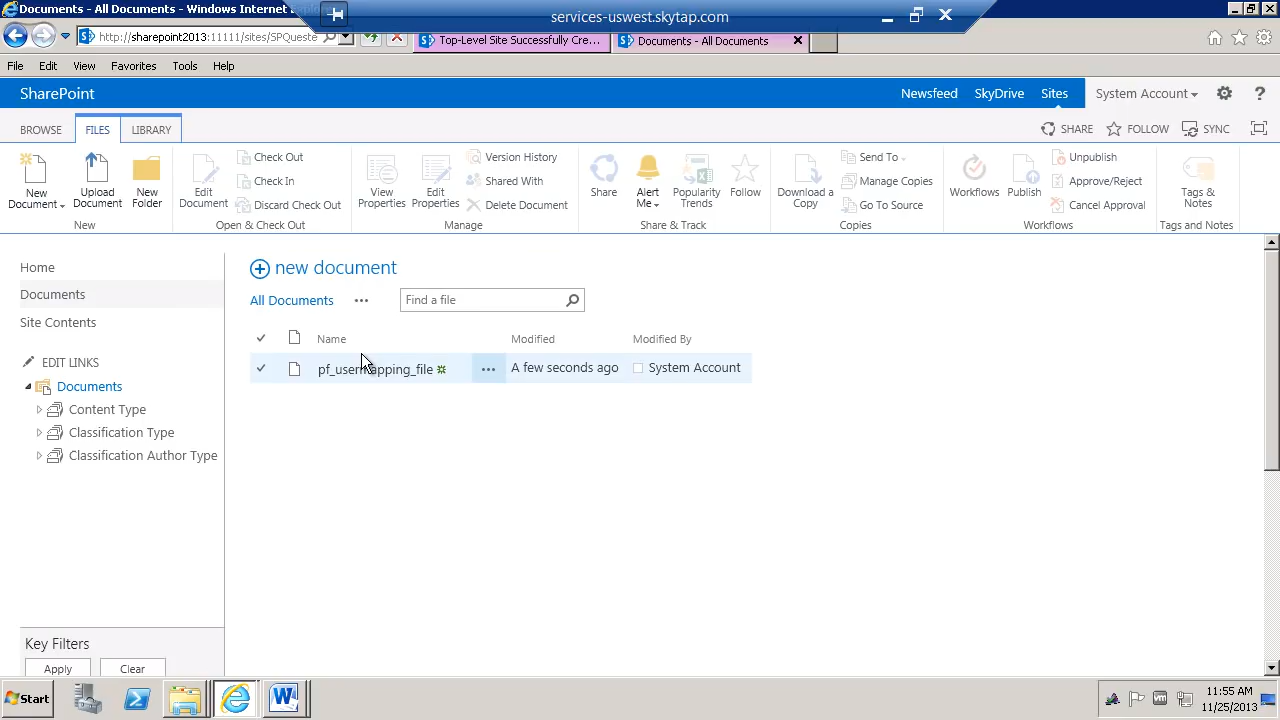 Documents - All Documents - Windows Internet Explorer
services-uswest.skytap.com
http://sharepoint2013:11111/sites/SPQueste
Top-Level Site Successfully Cre...
Documents - All Documents
File Edit View Favorites Tools Help
SharePoint
Newsfeed SkyDrive Sites System Account ?
BROWSE FILES LIBRARY SHARE FOLLOW SYNC
New Document
Upload Document
New Folder
New
Edit Document
Check Out
Check In
Discard Check Out
Open & Check Out
View Properties
Edit Properties
Version History
Shared With
Delete Document
Manage
Share
Alert Me
Popularity Trends
Follow
Share & Track
Download a Copy
Send To
Manage Copies
Go To Source
Copies
Workflows
Publish
Unpublish
Approve/Reject
Cancel Approval
Workflows
Tags & Notes
Tags and Notes
Home
Documents
Site Contents
EDIT LINKS
Documents
Content Type
Classification Type
Classification Author Type
Key Filters
Apply Clear
new document
All Documents ... Find a file
Name Modified Modified By
pf_usermapping_file ... A few seconds ago System Account
Start
11:55 AM
11/25/2013